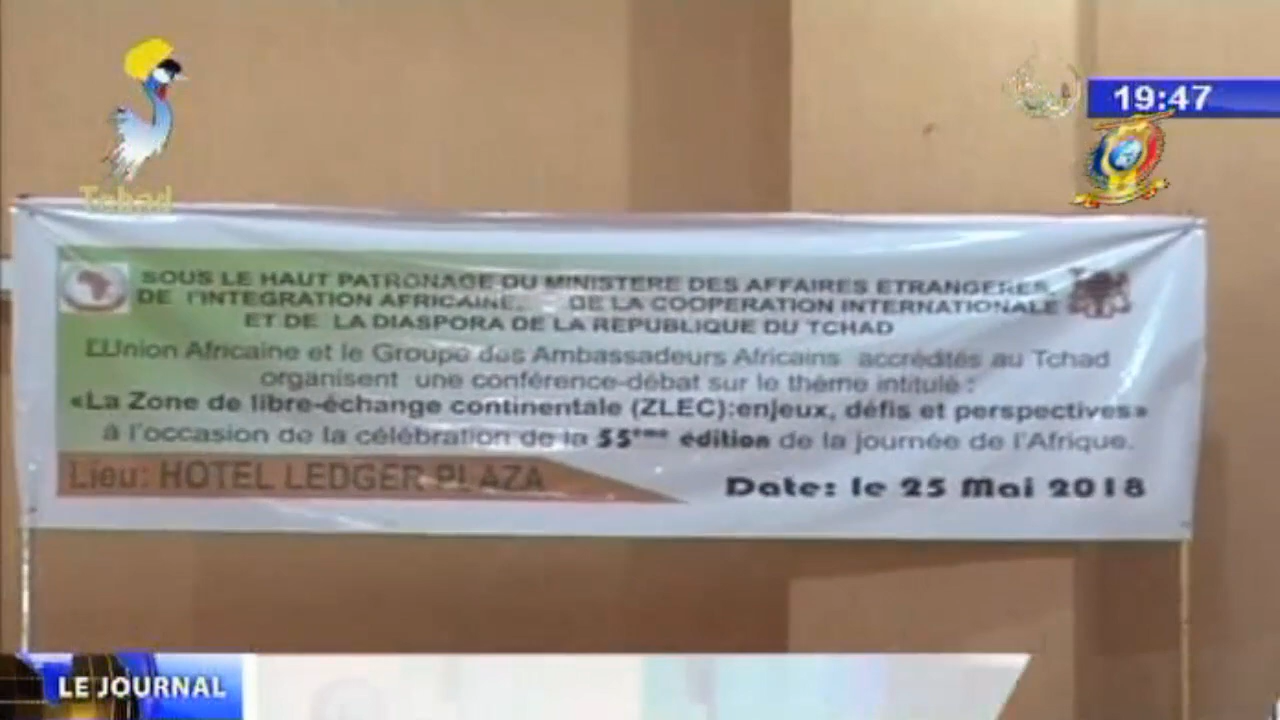 19:47
Tchad
SOUS LE HAUT PATRONAGE DU MINISTERE DES AFFAIRES ETRANGERES,
DE l'INTEGRATION AFRICAINE, DE LA COOPERATION INTERNATIONALE
ET DE LA DIASPORA DE LA REPUBLIQUE DU TCHAD
L'Union Africaine et le Groupe des Ambassadeurs Africains accrédités au Tchad
organisent une conférence-débat sur le thème intitulé :
«La Zone de libre-échange continentale (ZLEC):enjeux, défis et perspectives»
à l'occasion de la célébration de la 55ème édition de la journée de l'Afrique.
Lieu: HOTEL LEDGER PLAZA
Date: le 25 Mai 2018
LE JOURNAL